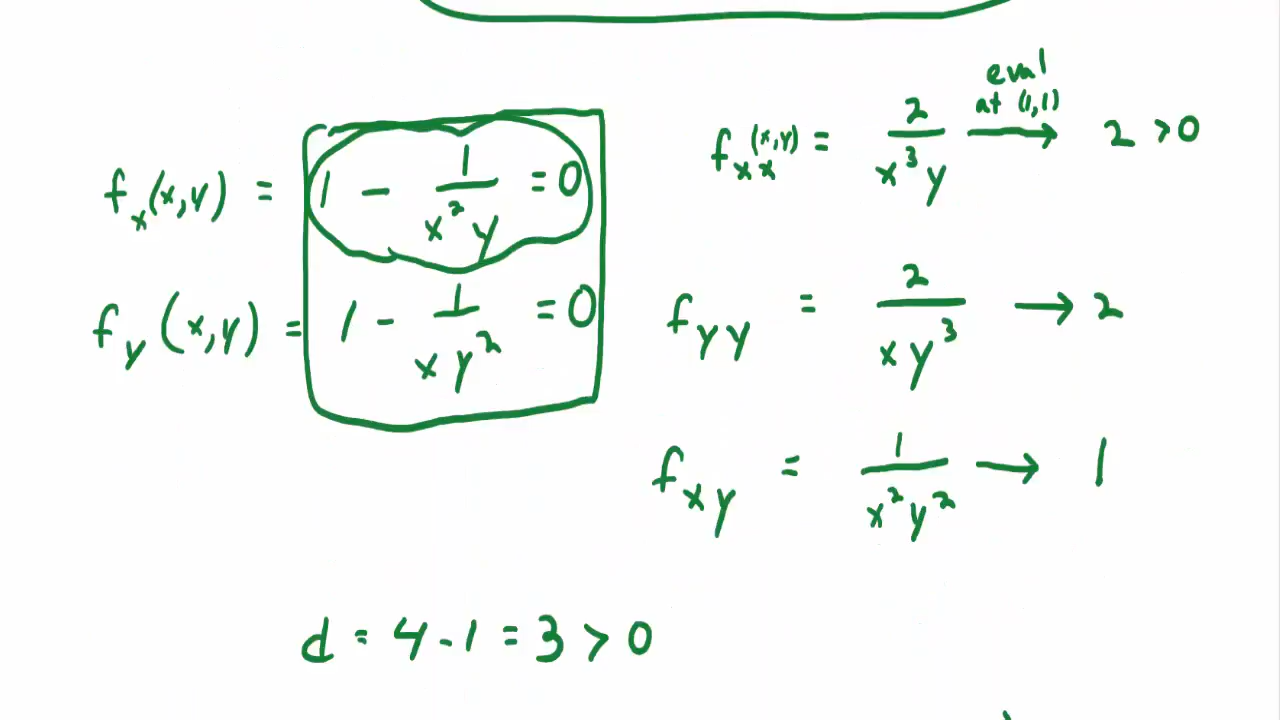 f_x(x,y) = 1 - 1/(x²y) = 0
f_y(x,y) = 1 - 1/(xy²) = 0
f_xx(x,y) = 2/(x³y) eval at (1,1) → 2 > 0
f_yy = 2/(xy³) → 2
f_xy = 1/(x²y²) → 1
d = 4 - 1 = 3 > 0